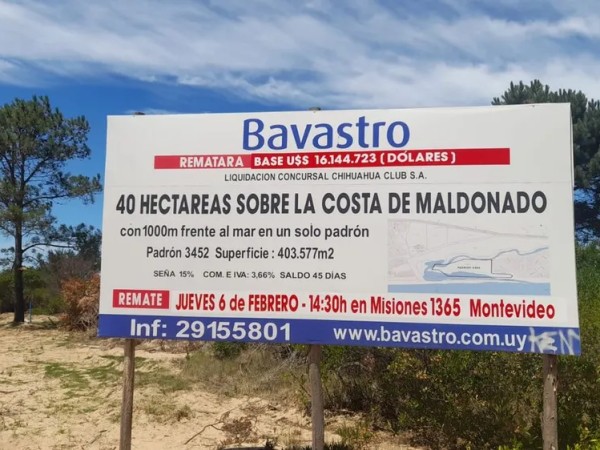 Bavastro
REMATARA BASE U$S 16.144.723 ( DOLARES )
LIQUIDACION CONCURSAL CHIHUAHUA CLUB S.A.
40 HECTAREAS SOBRE LA COSTA DE MALDONADO
con 1000m frente al mar en un solo padrón
Padrón 3452 Superficie : 403.577m2
SEÑA 15% COM. E IVA: 3,66% SALDO 45 DÍAS
REMATE JUEVES 6 de FEBRERO - 14:30h en Misiones 1365 Montevideo
Inf: 29155801 www.bavastro.com.uy